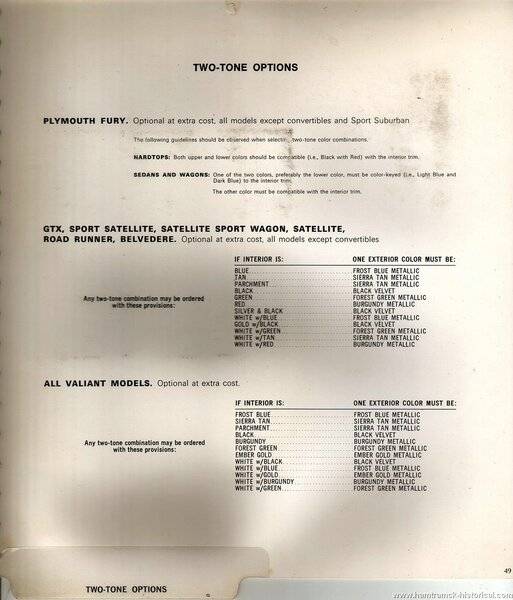 TWO-TONE OPTIONS
PLYMOUTH FURY. Optional at extra cost, all models except convertibles and Sport Suburban
The following guidelines should be observed when selecting two-tone color combinations.
HARDTOPS: Both upper and lower colors should be compatible (i.e., Black with Red) with the interior trim.
SEDANS AND WAGONS: One of the two colors, preferably the lower color, must be color-keyed (i.e., Light Blue and
Dark Blue) to the interior trim.
The other color must be compatible with the interior trim.
GTX, SPORT SATELLITE, SATELLITE SPORT WAGON, SATELLITE,
ROAD RUNNER, BELVEDERE. Optional at extra cost, all models except convertibles
Any two-tone combination may be ordered
with these provisions:
IF INTERIOR IS: ONE EXTERIOR COLOR MUST BE:
BLUE FROST BLUE METALLIC
TAN SIERRA TAN METALLIC
PARCHMENT SIERRA TAN METALLIC
BLACK BLACK VELVET
GREEN FOREST GREEN METALLIC
RED BURGUNDY METALLIC
SILVER & BLACK BLACK VELVET
WHITE w/BLUE FROST BLUE METALLIC
GOLD w/BLACK BLACK VELVET
WHITE w/GREEN FOREST GREEN METALLIC
WHITE w/TAN SIERRA TAN METALLIC
WHITE w/RED BURGUNDY METALLIC
ALL VALIANT MODELS. Optional at extra cost.
Any two-tone combination may be ordered
with these provisions:
IF INTERIOR IS: ONE EXTERIOR COLOR MUST BE:
FROST BLUE FROST BLUE METALLIC
SIERRA TAN SIERRA TAN METALLIC
PARCHMENT SIERRA TAN METALLIC
BLACK BLACK VELVET
BURGUNDY BURGUNDY METALLIC
FOREST GREEN FOREST GREEN METALLIC
EMBER GOLD EMBER GOLD METALLIC
WHITE w/BLACK BLACK VELVET
WHITE w/BLUE FROST BLUE METALLIC
WHITE w/GOLD EMBER GOLD METALLIC
WHITE w/BURGUNDY BURGUNDY METALLIC
WHITE w/GREEN FOREST GREEN METALLIC
49
TWO-TONE OPTIONS
www.hamtramck-historical.com